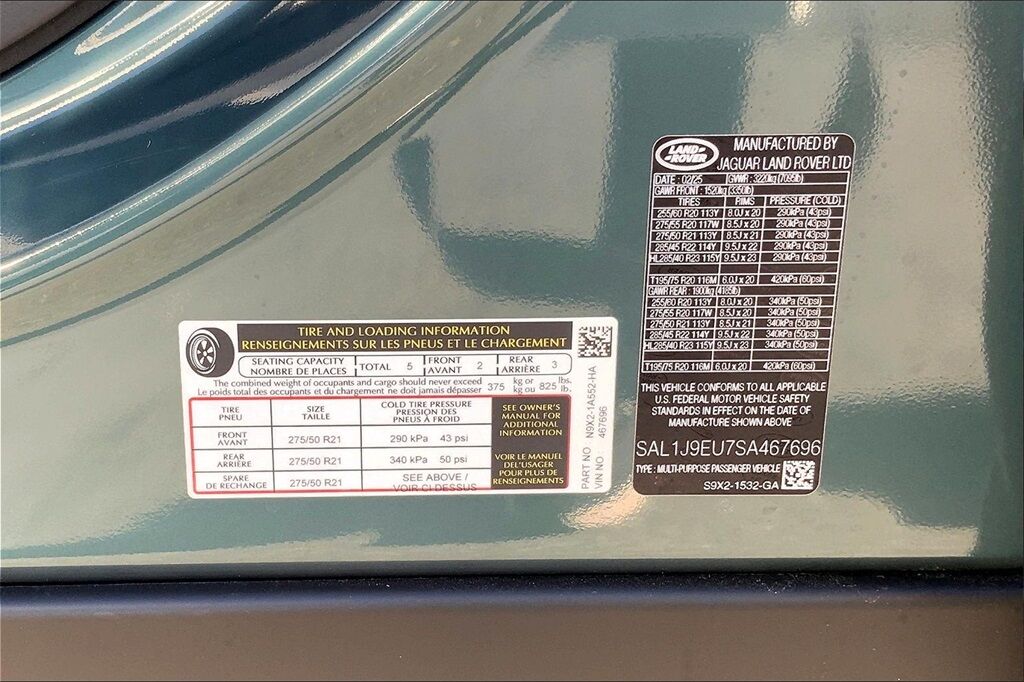 TIRE AND LOADING INFORMATION
RENSEIGNEMENTS SUR LES PNEUS ET LE CHARGEMENT
SEATING CAPACITY
NOMBRE DE PLACES
TOTAL 5
FRONT
AVANT 2
REAR
ARRIÈRE 3
The combined weight of occupants and cargo should never exceed 375 kg or 825 lbs.
Le poids total des occupants et du chargement ne doit jamais dépasser 375 kg ou 825 lb.
TIRE
PNEU
SIZE
TAILLE
COLD TIRE PRESSURE
PRESSION DES
PNEUS À FROID
FRONT
AVANT
275/50 R21
290 kPa 43 psi
REAR
ARRIÈRE
275/50 R21
340 kPa 50 psi
SPARE
DE RECHANGE
275/50 R21
SEE ABOVE /
VOIR CI-DESSUS
SEE OWNER'S
MANUAL FOR
ADDITIONAL
INFORMATION
VOIR LE MANUEL
DE L'USAGER
POUR PLUS DE
RENSEIGNEMENTS
PART NO. N9X2-1A552-HA
VIN NO: 467696
LAND
ROVER
MANUFACTURED BY
JAGUAR LAND ROVER LTD
DATE : 02/25 GVWR : 3220kg (7095lb)
GAWR FRONT : 1520kg (3350lb)
TIRES RIMS PRESSURE (COLD)
255/60 R20 113Y 8.0J x 20 290kPa (43psi)
275/55 R20 117W 8.5J x 20 290kPa (43psi)
275/50 R21 113Y 8.5J x 21 290kPa (43psi)
285/45 R22 114Y 9.5J x 22 290kPa (43psi)
HL285/40 R23 115Y 9.5J x 23 290kPa (43psi)
T195/75 R20 116M 6.0J x 20 420kPa (60psi)
GAWR REAR : 1900kg (4185lb)
255/60 R20 113Y 8.0J x 20 340kPa (50psi)
275/55 R20 117W 8.5J x 20 340kPa (50psi)
275/50 R21 113Y 8.5J x 21 340kPa (50psi)
285/45 R22 114Y 9.5J x 22 340kPa (50psi)
HL285/40 R23 115Y 9.5J x 23 340kPa (50psi)
T195/75 R20 116M 6.0J x 20 420kPa (60psi)
THIS VEHICLE CONFORMS TO ALL APPLICABLE
U.S. FEDERAL MOTOR VEHICLE SAFETY
STANDARDS IN EFFECT ON THE DATE OF
MANUFACTURE SHOWN ABOVE
SAL1J9EU7SA467696
TYPE : MULTI-PURPOSE PASSENGER VEHICLE
S9X2-1532-GA